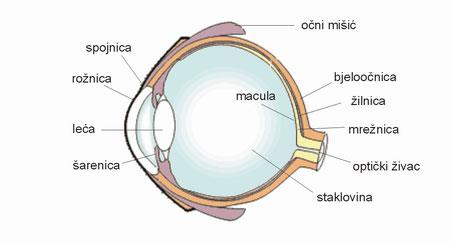 očni mišić
spojnica
rožnica
bjeloočnica
žilnica
macula
leća
mrežnica
šarenica
optički živac
staklovina